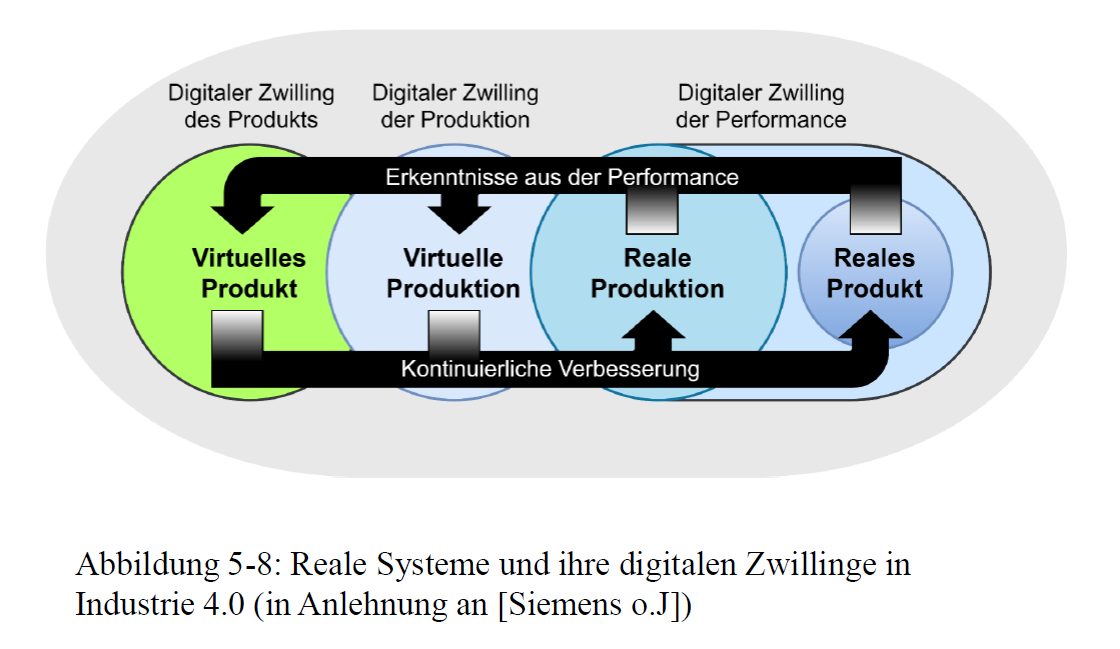 Digitaler Zwilling
des Produkts
Digitaler Zwilling
der Produktion
Digitaler Zwilling
der Performance
Erkenntnisse aus der Performance
Virtuelles
Produkt
Virtuelle
Produktion
Reale
Produktion
Reales
Produkt
Kontinuierliche Verbesserung
Abbildung 5-8: Reale Systeme und ihre digitalen Zwillinge in
Industrie 4.0 (in Anlehnung an [Siemens o.J])